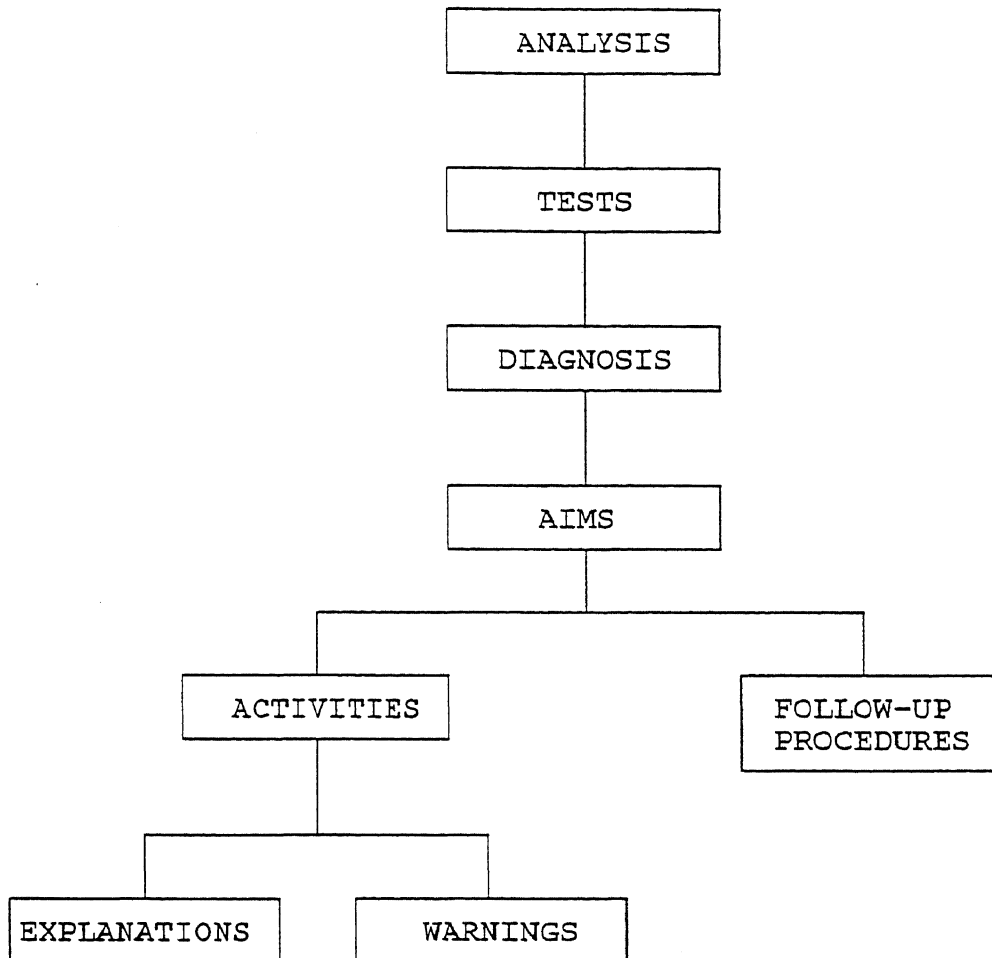 ANALYSIS
TESTS
DIAGNOSIS
AIMS
ACTIVITIES
FOLLOW-UP
PROCEDURES
EXPLANATIONS
WARNINGS